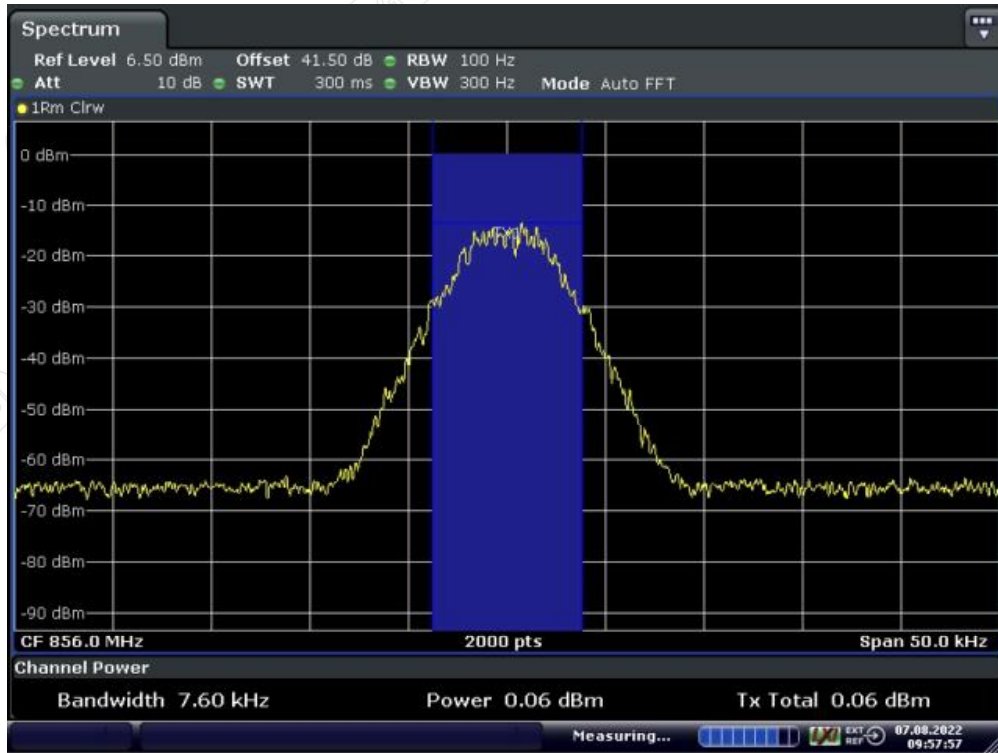 Spectrum
Ref Level 6.50 dBm Offset 41.50 dB RBW 100 Hz
Att 10 dB SWT 300 ms VBW 300 Hz Mode Auto FFT
1Rm Clrw
0 dBm
-10 dBm
-20 dBm
-30 dBm
-40 dBm
-50 dBm
-60 dBm
-70 dBm
-80 dBm
-90 dBm
CF 856.0 MHz 2000 pts Span 50.0 kHz
Channel Power
Bandwidth 7.60 kHz Power 0.06 dBm Tx Total 0.06 dBm
Measuring... LXI EXT REF 07.08.2022
09:57:57